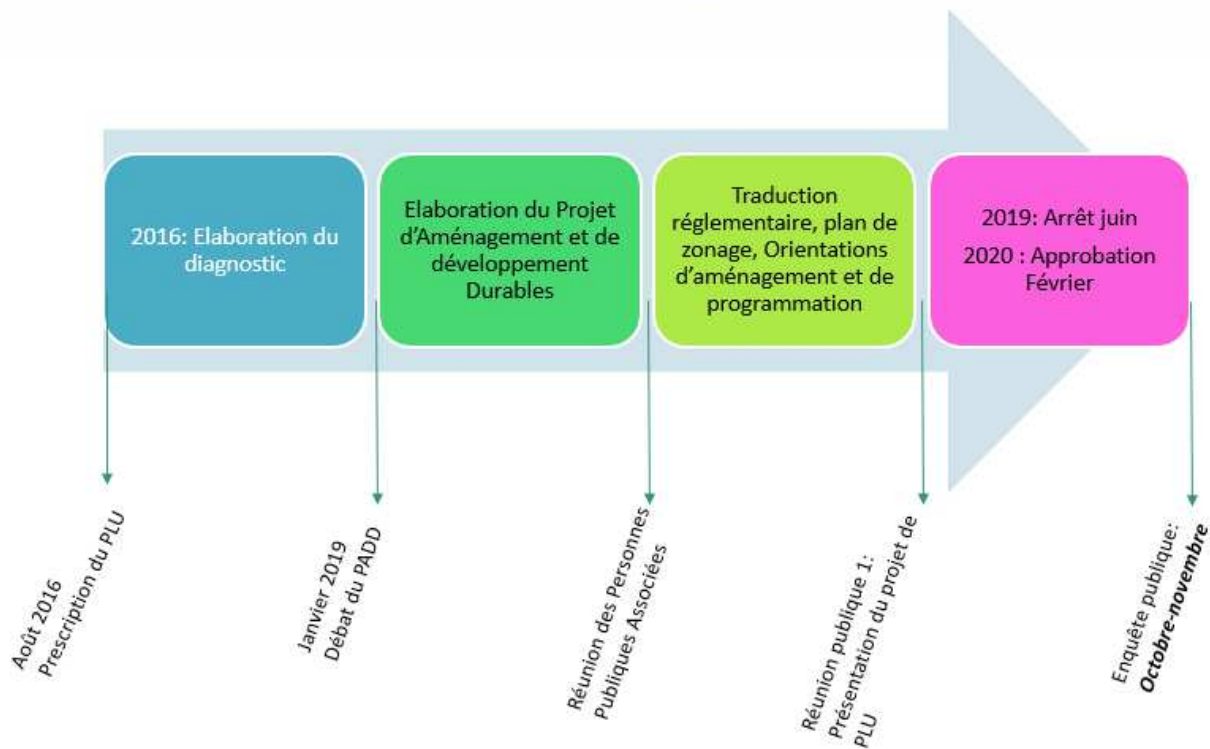 2016: Elaboration du
diagnostic
Elaboration du Projet
d’Aménagement et de
développement
Durables
Traduction
réglementaire, plan de
zonage, Orientations
d’aménagement et de
programmation
2019: Arrêt juin
2020 : Approbation
Février
Août 2016
Prescription du PLU
Janvier 2019
Débat du PADD
Réunion des Personnes
Publiques Associées
Réunion publique 1:
Présentation du projet de
PLU
Enquête publique:
Octobre-novembre